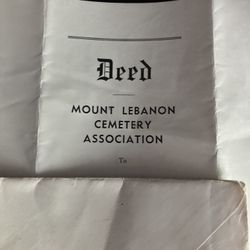 Deed
MOUNT LEBANON
CEMETERY
ASSOCIATION
To